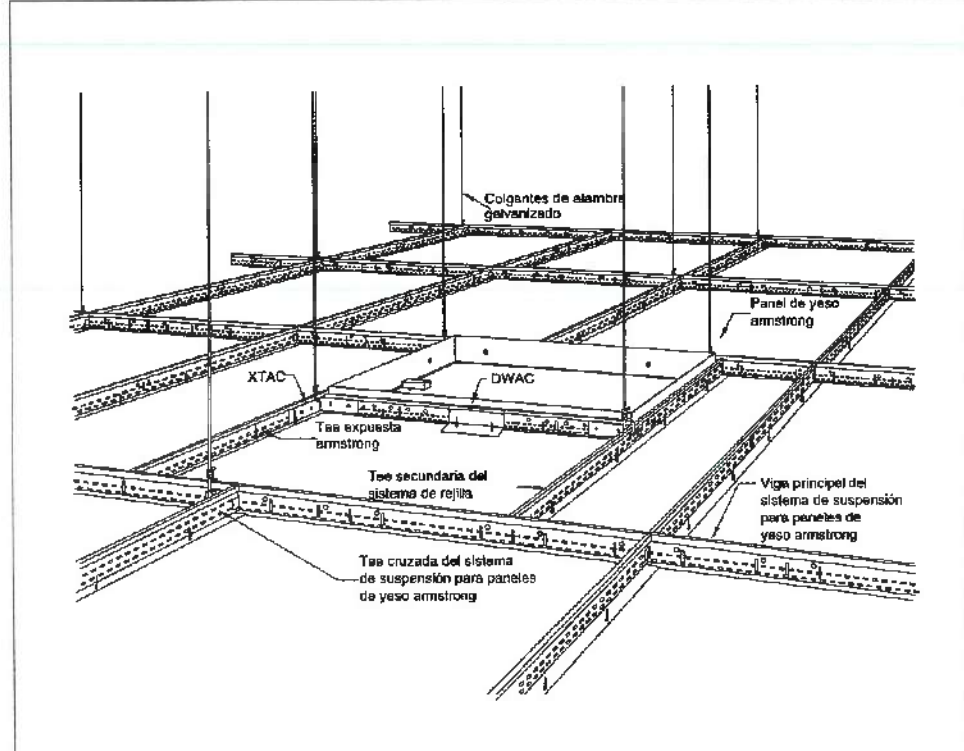 Colgantes de alambre
galvanizado
Panel de yeso
armstrong
XTAC
DWAC
Tee expuesta
armstrong
Tee secundaria del
sistema de rejilla
Viga principel del
sistema de suspensión
para paneles de
yeso armstrong
Tee cruzada del sistema
de suspensión para paneles
de yeso armstrong